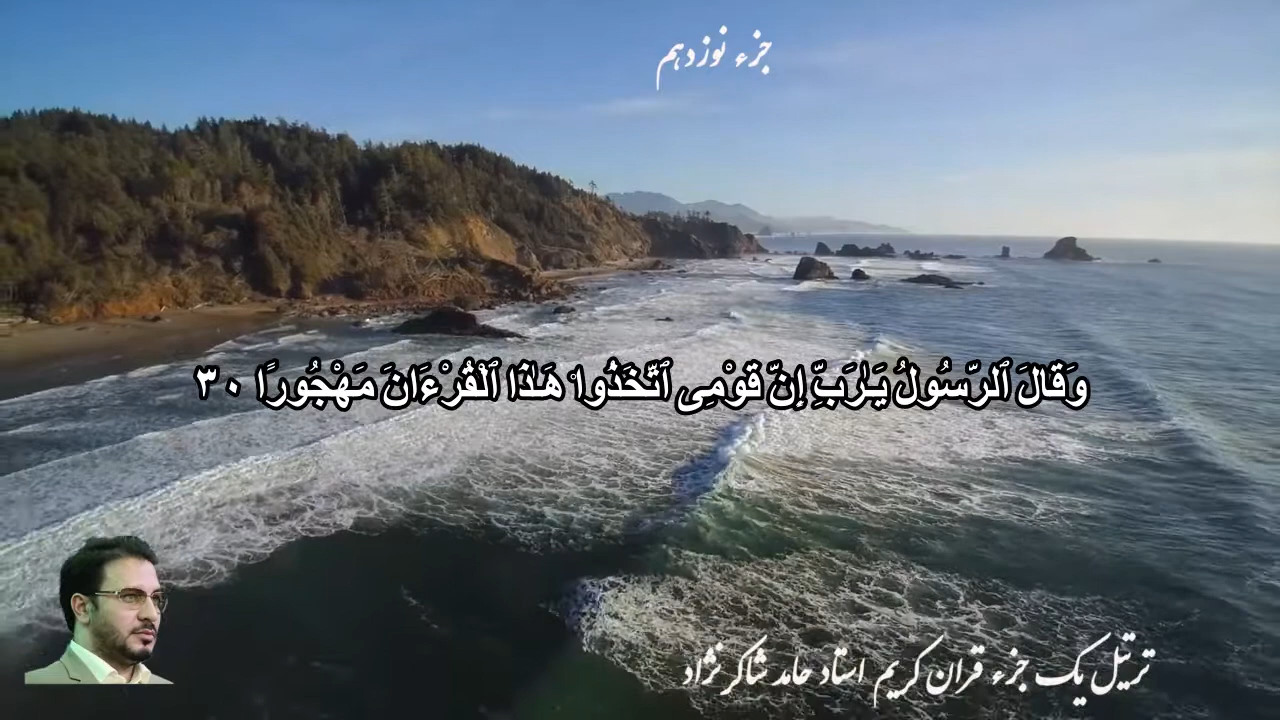 جزء نوزدهم
وَقَالَ ٱلرَّسُولُ يَـٰرَبِّ إِنَّ قَوْمِى ٱتَّخَذُوا۟ هَـٰذَا ٱلْقُرْءَانَ مَهْجُورًا ٣٠
ترتیل یک جزء قران کریم استاد حامد شاکرنژاد